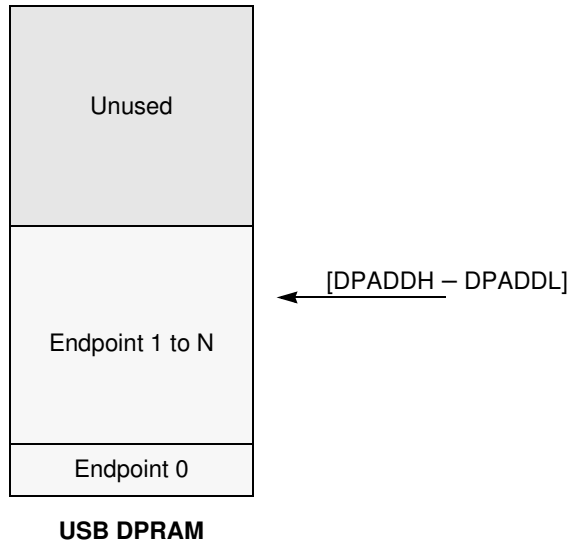 Unused
[DPADDH – DPADDL]
Endpoint 1 to N
Endpoint 0
USB DPRAM